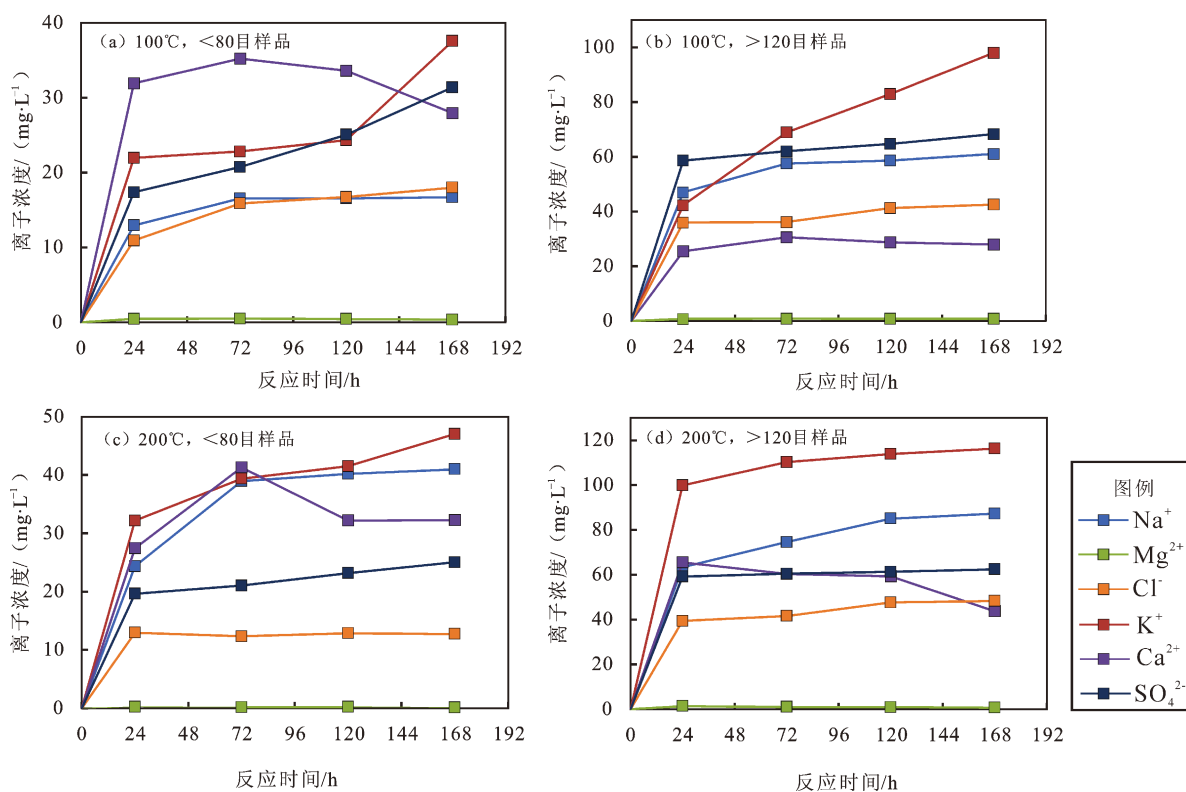 (a) 100℃,<80目样品
离子浓度/(mg·L⁻¹)
40
30
20
10
0
0 24 48 72 96 120 144 168 192
反应时间/h
(b) 100℃,>120目样品
离子浓度/(mg·L⁻¹)
100
80
60
40
20
0
0 24 48 72 96 120 144 168 192
反应时间/h
(c) 200℃,<80目样品
离子浓度/(mg·L⁻¹)
50
40
30
20
10
0
0 24 48 72 96 120 144 168 192
反应时间/h
(d) 200℃,>120目样品
离子浓度/(mg·L⁻¹)
120
100
80
60
40
20
0
0 24 48 72 96 120 144 168 192
反应时间/h
图例
Na⁺
Mg²⁺
Cl⁻
K⁺
Ca²⁺
SO₄²⁻